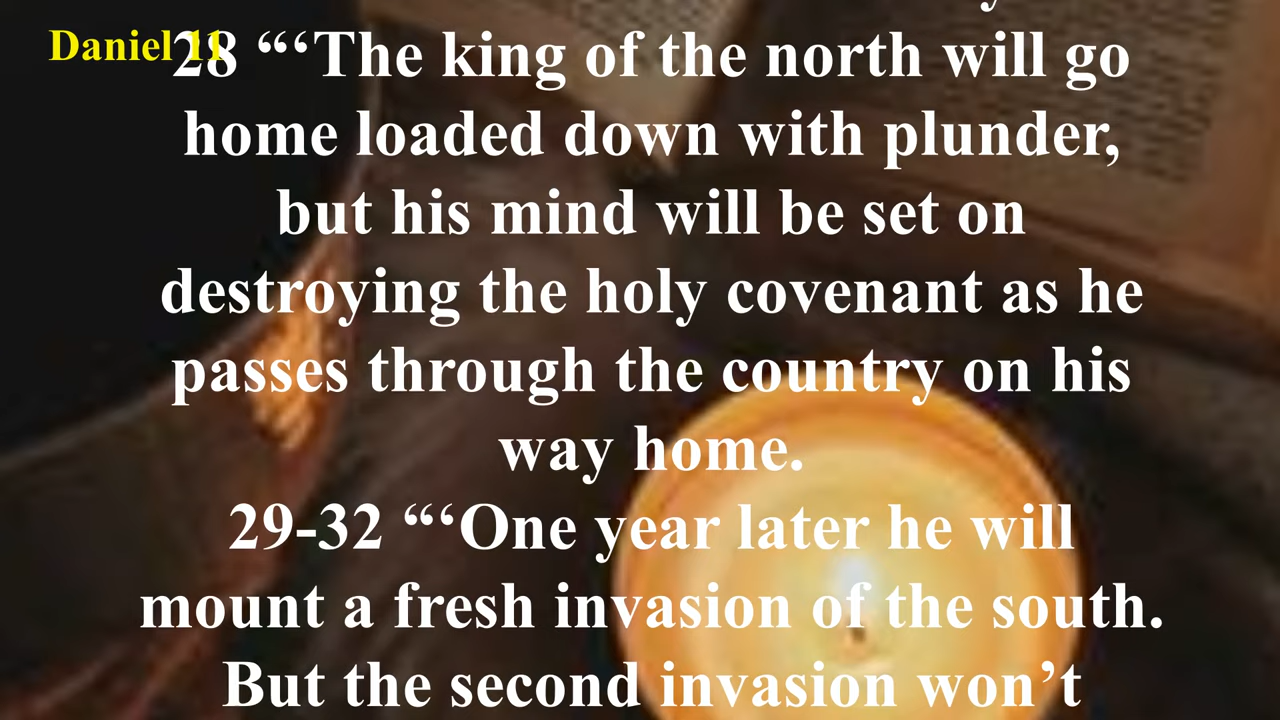 Daniel 11
28 “‘The king of the north will go
home loaded down with plunder,
but his mind will be set on
destroying the holy covenant as he
passes through the country on his
way home.
29-32 “‘One year later he will
mount a fresh invasion of the south.
But the second invasion won’t